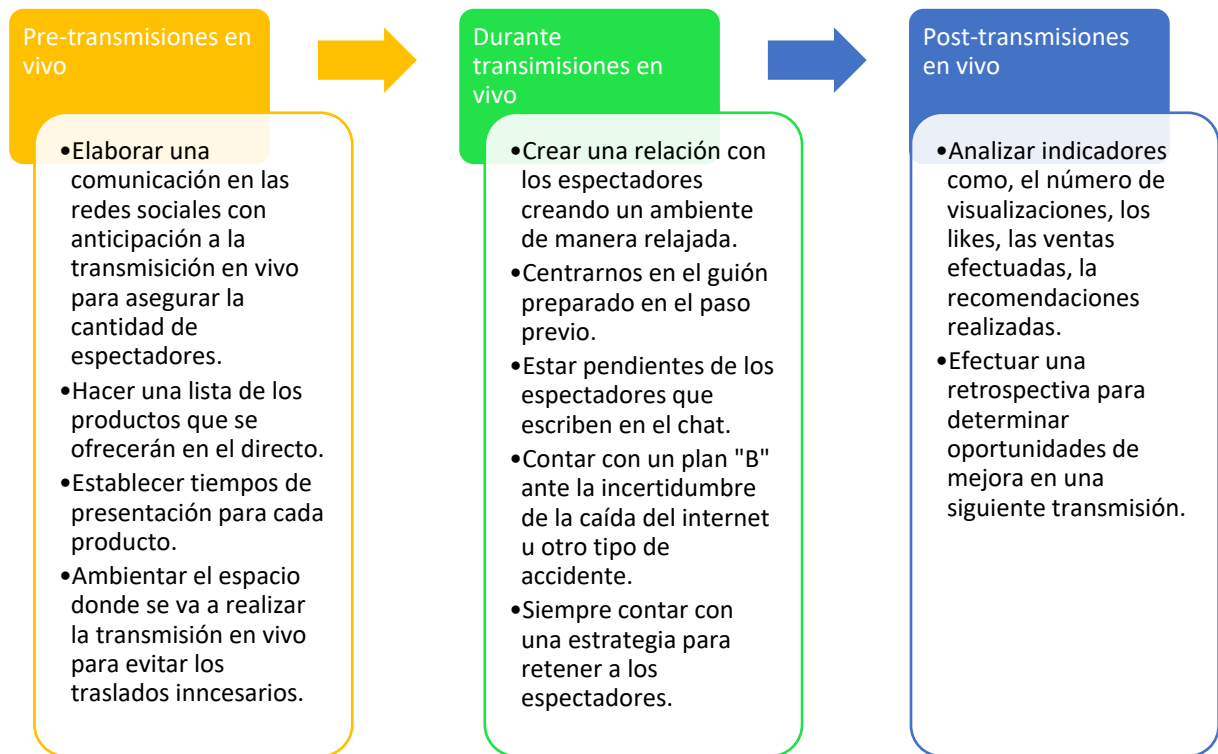 Pre-transmisiones en
vivo
•Elaborar una
comunicación en las
redes sociales con
anticipación a la
transmisición en vivo
para asegurar la
cantidad de
espectadores.
•Hacer una lista de los
productos que se
ofrecerán en el directo.
•Establecer tiempos de
presentación para cada
producto.
•Ambientar el espacio
donde se va a realizar
la transmisión en vivo
para evitar los
traslados inncesarios.
Durante
transimisiones en
vivo
•Crear una relación con
los espectadores
creando un ambiente
de manera relajada.
•Centrarnos en el guión
preparado en el paso
previo.
•Estar pendientes de los
espectadores que
escriben en el chat.
•Contar con un plan "B"
ante la incertidumbre
de la caída del internet
u otro tipo de
accidente.
•Siempre contar con
una estrategia para
retener a los
espectadores.
Post-transmisiones
en vivo
•Analizar indicadores
como, el número de
visualizaciones, los
likes, las ventas
efectuadas, la
recomendaciones
realizadas.
•Efectuar una
retrospectiva para
determinar
oportunidades de
mejora en una
siguiente transmisión.